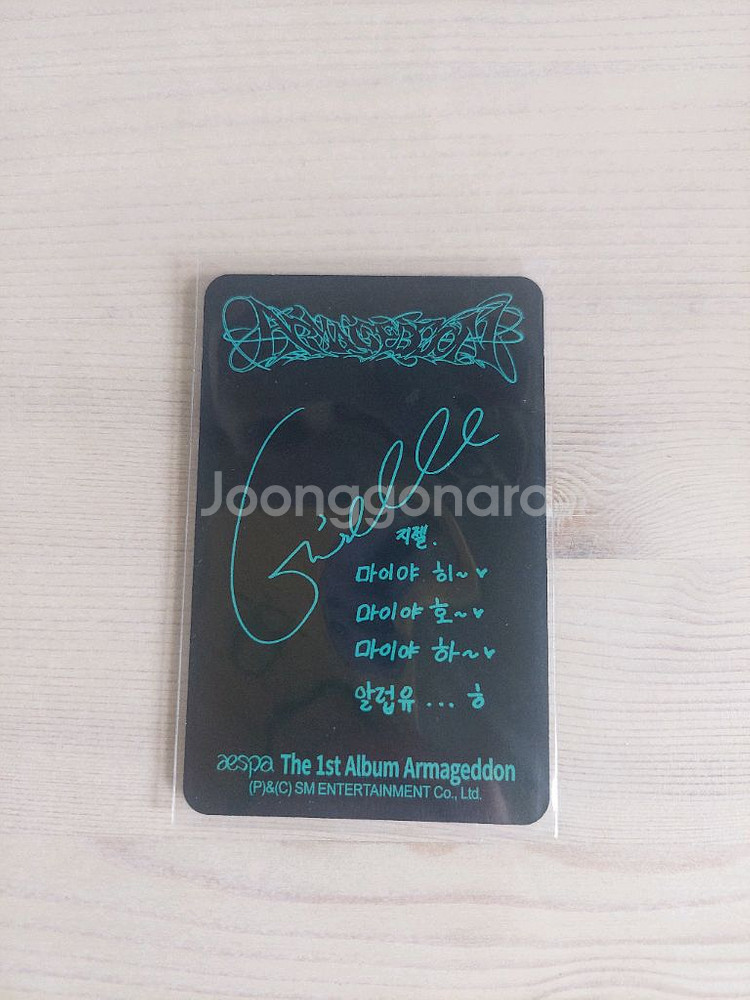 ARMAGEDDON
Giselle
Joonggonara
지젤.
마이야 히~♥
마이야 호~♥
마이야 하~♥
알럽유 ... ㅎ
aespa The 1st Album Armageddon
(P)&(C) SM ENTERTAINMENT Co., Ltd.